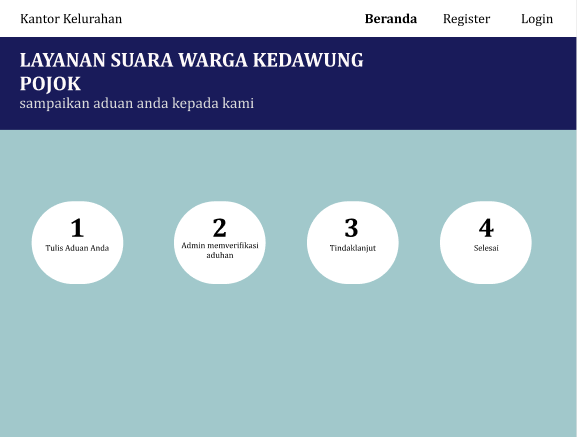 Kantor Kelurahan
Beranda
Register
Login
LAYANAN SUARA WARGA KEDAWUNG
POJOK
sampaikan aduan anda kepada kami
1
Tulis Aduan Anda
2
Admin memverifikasi
aduhan
3
Tindaklanjut
4
Selesai